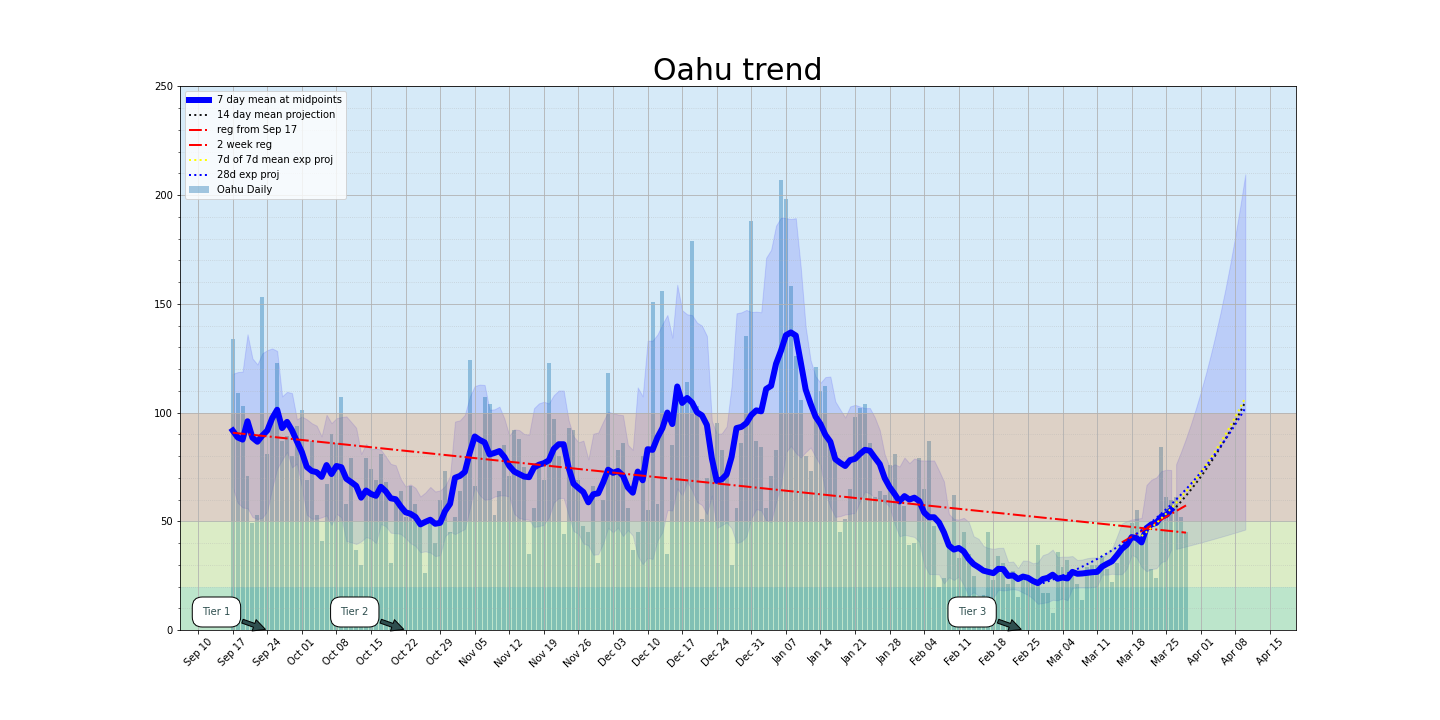 Oahu trend
250
200
150
100
50
0
7 day mean at midpoints
14 day mean projection
reg from Sep 17
2 week reg
7d of 7d mean exp proj
28d exp proj
Oahu Daily
Tier 1
Tier 2
Tier 3
Sep 10
Sep 17
Sep 24
Oct 01
Oct 08
Oct 15
Oct 22
Oct 29
Nov 05
Nov 12
Nov 19
Nov 26
Dec 03
Dec 10
Dec 17
Dec 24
Dec 31
Jan 07
Jan 14
Jan 21
Jan 28
Feb 04
Feb 11
Feb 18
Feb 25
Mar 04
Mar 11
Mar 18
Mar 25
Apr 01
Apr 08
Apr 15